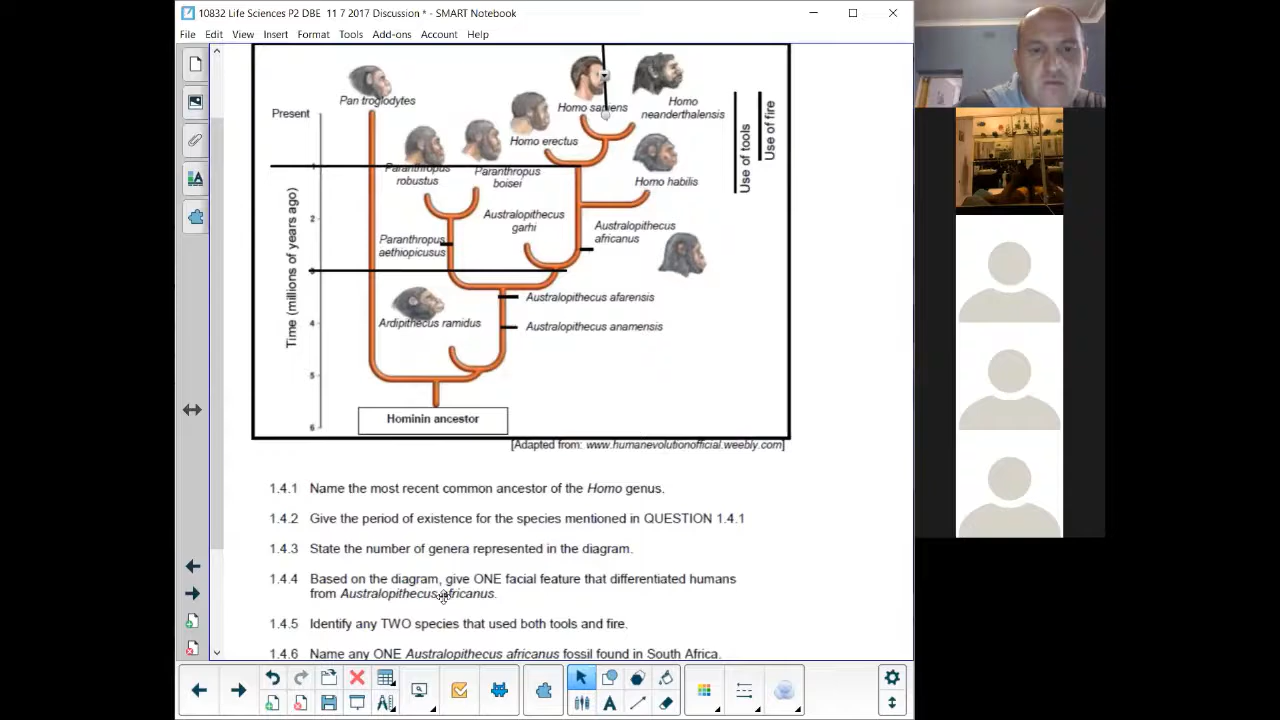 10832 Life Sciences P2 DBE 11 7 2017 Discussion * - SMART Notebook
File Edit View Insert Format Tools Add-ons Account Help
Pan troglodytes
Homo sapiens
Homo
neanderthalensis
Present
Homo erectus
Use of tools
Use of fire
1
Paranthropus
robustus
Paranthropus
boisei
Homo habilis
Time (millions of years ago)
2
Australopithecus
garhi
Australopithecus
africanus
Paranthropus
aethiopicusus
3
Australopithecus afarensis
Ardipithecus ramidus
4
Australopithecus anamensis
5
Hominin ancestor
6
[Adapted from: www.humanevolutionofficial.weebly.com]
1.4.1 Name the most recent common ancestor of the Homo genus.
1.4.2 Give the period of existence for the species mentioned in QUESTION 1.4.1
1.4.3 State the number of genera represented in the diagram.
1.4.4 Based on the diagram, give ONE facial feature that differentiated humans
from Australopithecus africanus.
1.4.5 Identify any TWO species that used both tools and fire.
1.4.6 Name any ONE Australopithecus africanus fossil found in South Africa.